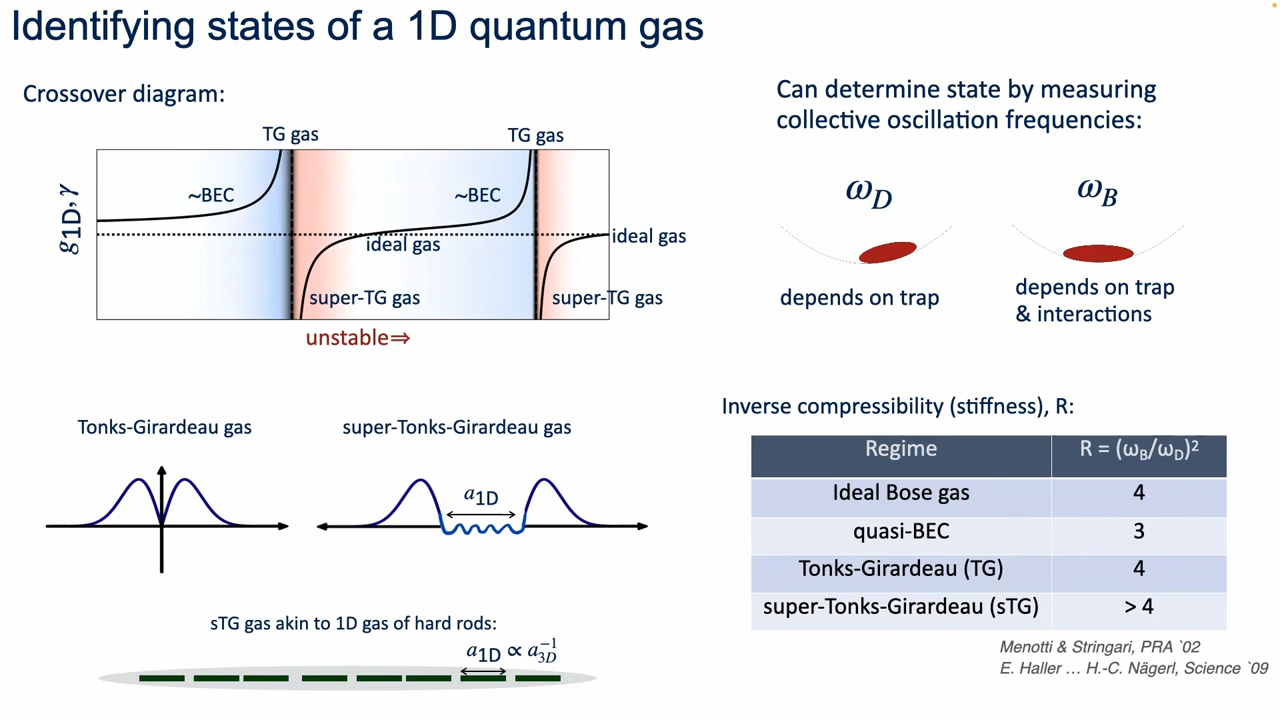 Identifying states of a 1D quantum gas
Crossover diagram:
TG gas
TG gas
g1D, γ
~BEC
~BEC
ideal gas
ideal gas
super-TG gas
super-TG gas
unstable⇒
Can determine state by measuring
collective oscillation frequencies:
ωD
ωB
depends on trap
depends on trap
& interactions
Tonks-Girardeau gas
super-Tonks-Girardeau gas
a1D
sTG gas akin to 1D gas of hard rods:
a1D ∝ a3D⁻¹
Inverse compressibility (stiffness), R:
Regime R = (ωB/ωD)²
Ideal Bose gas 4
quasi-BEC 3
Tonks-Girardeau (TG) 4
super-Tonks-Girardeau (sTG) > 4
Menotti & Stringari, PRA `02
E. Haller … H.-C. Nägerl, Science `09